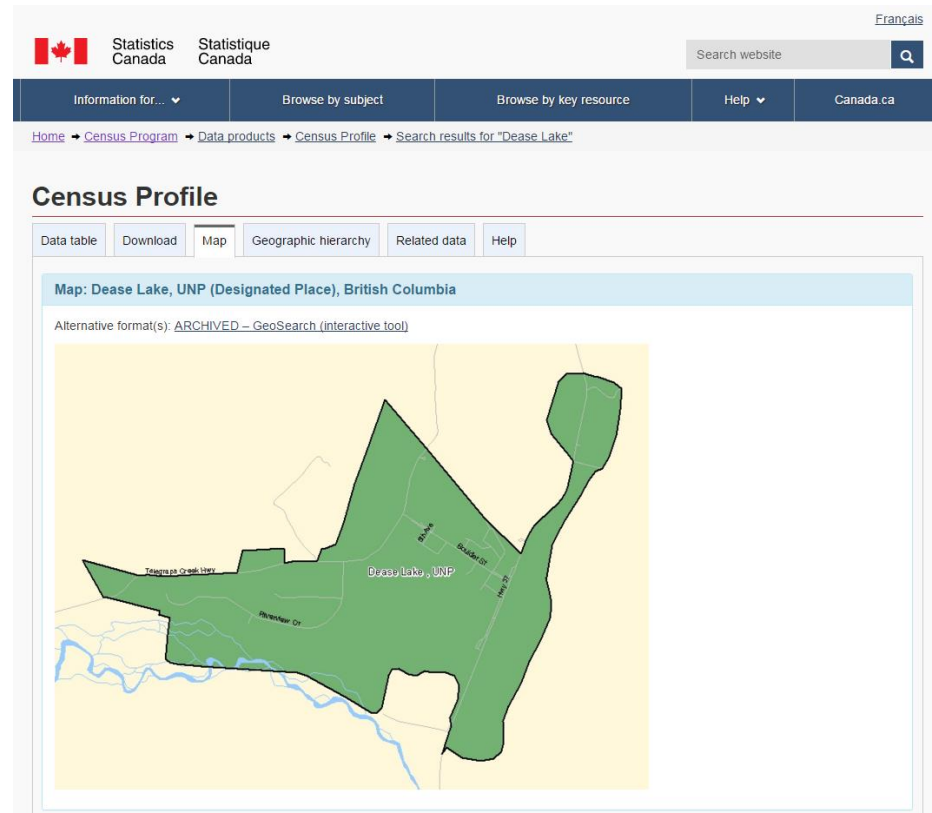 Français
Statistics Canada
Statistique Canada
Search website
Information for...
Browse by subject
Browse by key resource
Help
Canada.ca
Home ➔ Census Program ➔ Data products ➔ Census Profile ➔ Search results for "Dease Lake"
Census Profile
Data table
Download
Map
Geographic hierarchy
Related data
Help
Map: Dease Lake, UNP (Designated Place), British Columbia
Alternative format(s): ARCHIVED – GeoSearch (interactive tool)
Boulder St
Telegraph Creek Hwy
Dease Lake , UNP
Hwy 37